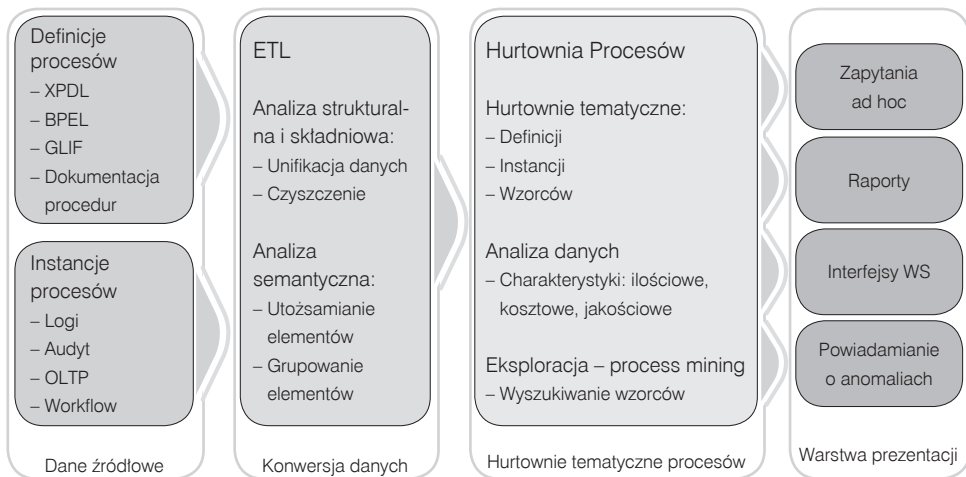 Definicje
procesów
– XPDL
– BPEL
– GLIF
– Dokumentacja
procedur
Instancje
procesów
– Logi
– Audyt
– OLTP
– Workflow
Dane źródłowe
ETL
Analiza struktural-
na i składniowa:
– Unifikacja danych
– Czyszczenie
Analiza
semantyczna:
– Utożsamianie
elementów
– Grupowanie
elementów
Konwersja danych
Hurtownia Procesów
Hurtownie tematyczne:
– Definicji
– Instancji
– Wzorców
Analiza danych
– Charakterystyki: ilościowe,
kosztowe, jakościowe
Eksploracja – process mining
– Wyszukiwanie wzorców
Hurtownie tematyczne procesów
Zapytania
ad hoc
Raporty
Interfejsy WS
Powiadamianie
o anomaliach
Warstwa prezentacji